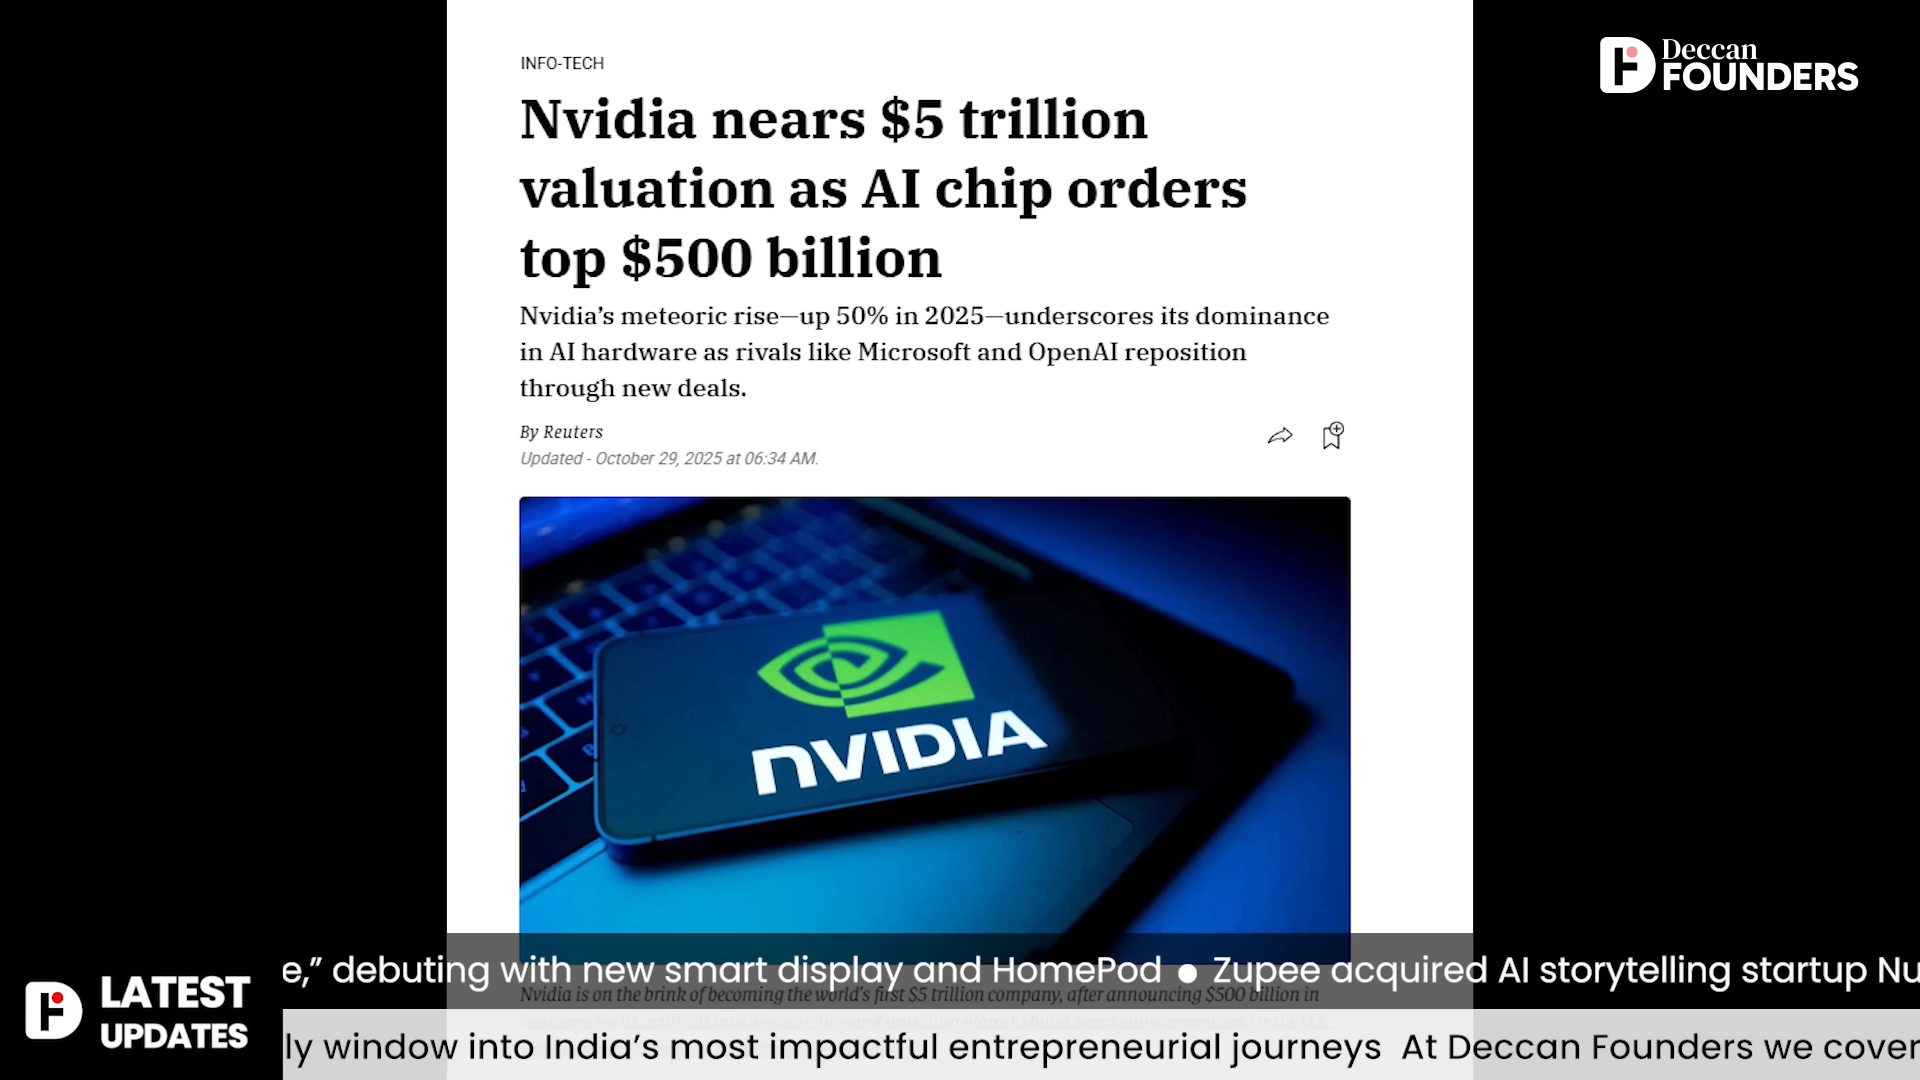 INFO-TECH
Deccan
FOUNDERS
Nvidia nears $5 trillion
valuation as AI chip orders
top $500 billion
Nvidia’s meteoric rise—up 50% in 2025—underscores its dominance
in AI hardware as rivals like Microsoft and OpenAI reposition
through new deals.
By Reuters
Updated - October 29, 2025 at 06:34 AM.
NVIDIA
e,” debuting with new smart display and HomePod ● Zupee acquired AI storytelling startup Nu
Nvidia is on the brink of becoming the world's first $5 trillion company, after announcing $500 billion in
LATEST
UPDATES
ly window into India’s most impactful entrepreneurial journeys At Deccan Founders we cover